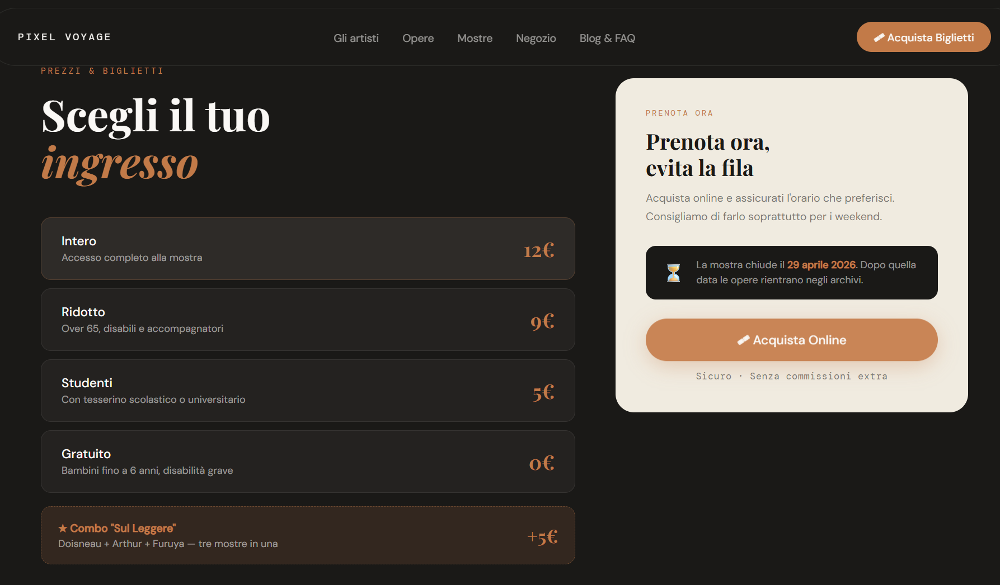 PIXEL VOYAGE
Gli artisti
Opere
Mostre
Negozio
Blog & FAQ
Acquista Biglietti
PREZZI & BIGLIETTI
Scegli il tuo
ingresso
Intero
Accesso completo alla mostra
12€
Ridotto
Over 65, disabili e accompagnatori
9€
Studenti
Con tesserino scolastico o universitario
5€
Gratuito
Bambini fino a 6 anni, disabilità grave
0€
★ Combo "Sul Leggere"
Doisneau + Arthur + Furuya — tre mostre in una
+5€
PRENOTA ORA
Prenota ora,
evita la fila
Acquista online e assicurati l'orario che preferisci.
Consigliamo di farlo soprattutto per i weekend.
La mostra chiude il 29 aprile 2026. Dopo quella
data le opere rientrano negli archivi.
Acquista Online
Sicuro · Senza commissioni extra